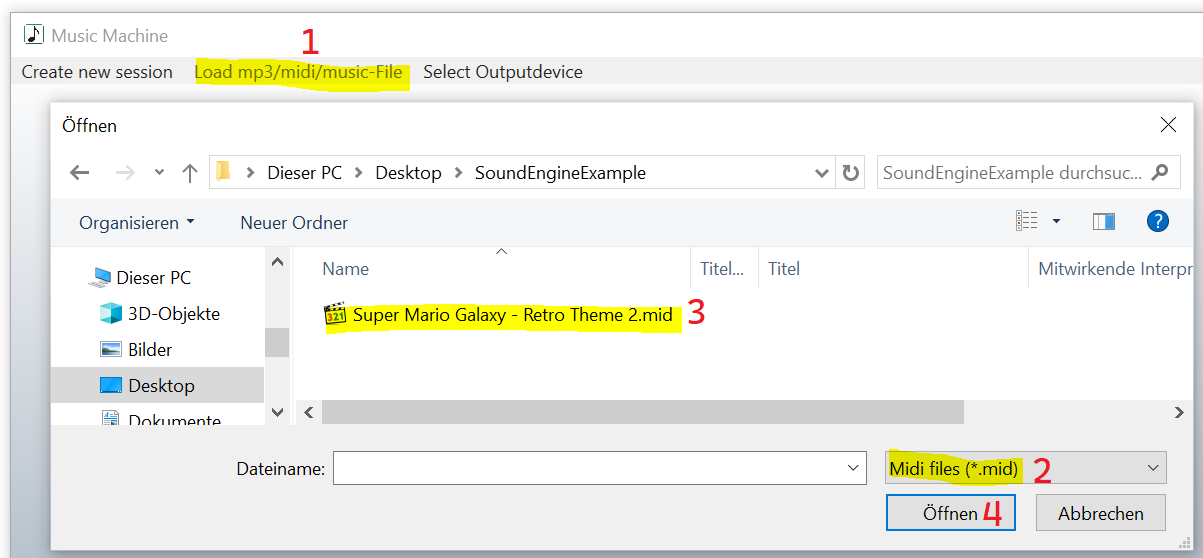 Music Machine
1
Create new session Load mp3/midi/music-File Select Outputdevice
Öffnen
Dieser PC Desktop SoundEngineExample SoundEngineExample durchsuc...
Organisieren Neuer Ordner ?
Name Titel... Titel Mitwirkende Interpr
Dieser PC
3D-Objekte
321 Super Mario Galaxy - Retro Theme 2.mid 3
Bilder
Desktop
Dokumente
Dateiname: Midi files (*.mid) 2
Öffnen 4 Abbrechen